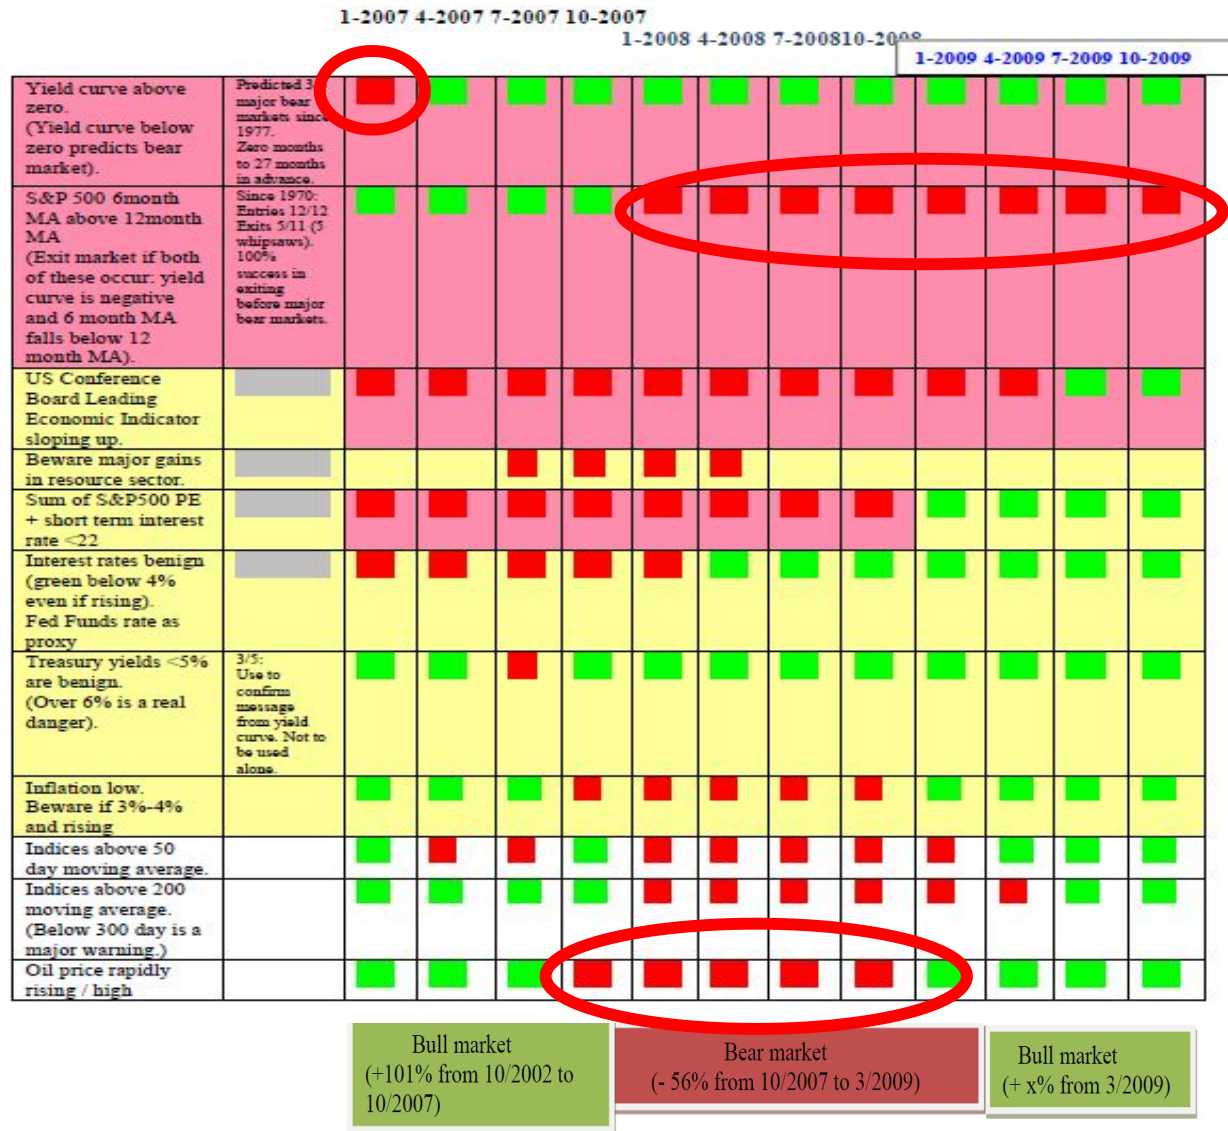 1-2007 4-2007 7-2007 10-2007
1-2008 4-2008 7-200810-2008
1-2009 4-2009 7-2009 10-2009
Yield curve above
zero.
(Yield curve below
zero predicts bear
market).
Predicted 3
major bear
markets since
1977.
Zero months
to 27 months
in advance.
S&P 500 6month
MA above 12month
MA
(Exit market if both
of these occur: yield
curve is negative
and 6 month MA
falls below 12
month MA).
Since 1970:
Entries 12/12
Exits 5/11 (5
whipsaws).
100%
success in
exiting
before major
bear markets.
US Conference
Board Leading
Economic Indicator
sloping up.
Beware major gains
in resource sector.
Sum of S&P500 PE
+ short term interest
rate <22
Interest rates benign
(green below 4%
even if rising).
Fed Funds rate as
proxy
Treasury yields <5%
are benign.
(Over 6% is a real
danger).
3/5:
Use to
confirm
message
from yield
curve. Not to
be used
alone.
Inflation low.
Beware if 3%-4%
and rising
Indices above 50
day moving average.
Indices above 200
moving average.
(Below 300 day is a
major warning.)
Oil price rapidly
rising / high
Bull market
(+101% from 10/2002 to
10/2007)
Bear market
(- 56% from 10/2007 to 3/2009)
Bull market
(+ x% from 3/2009)